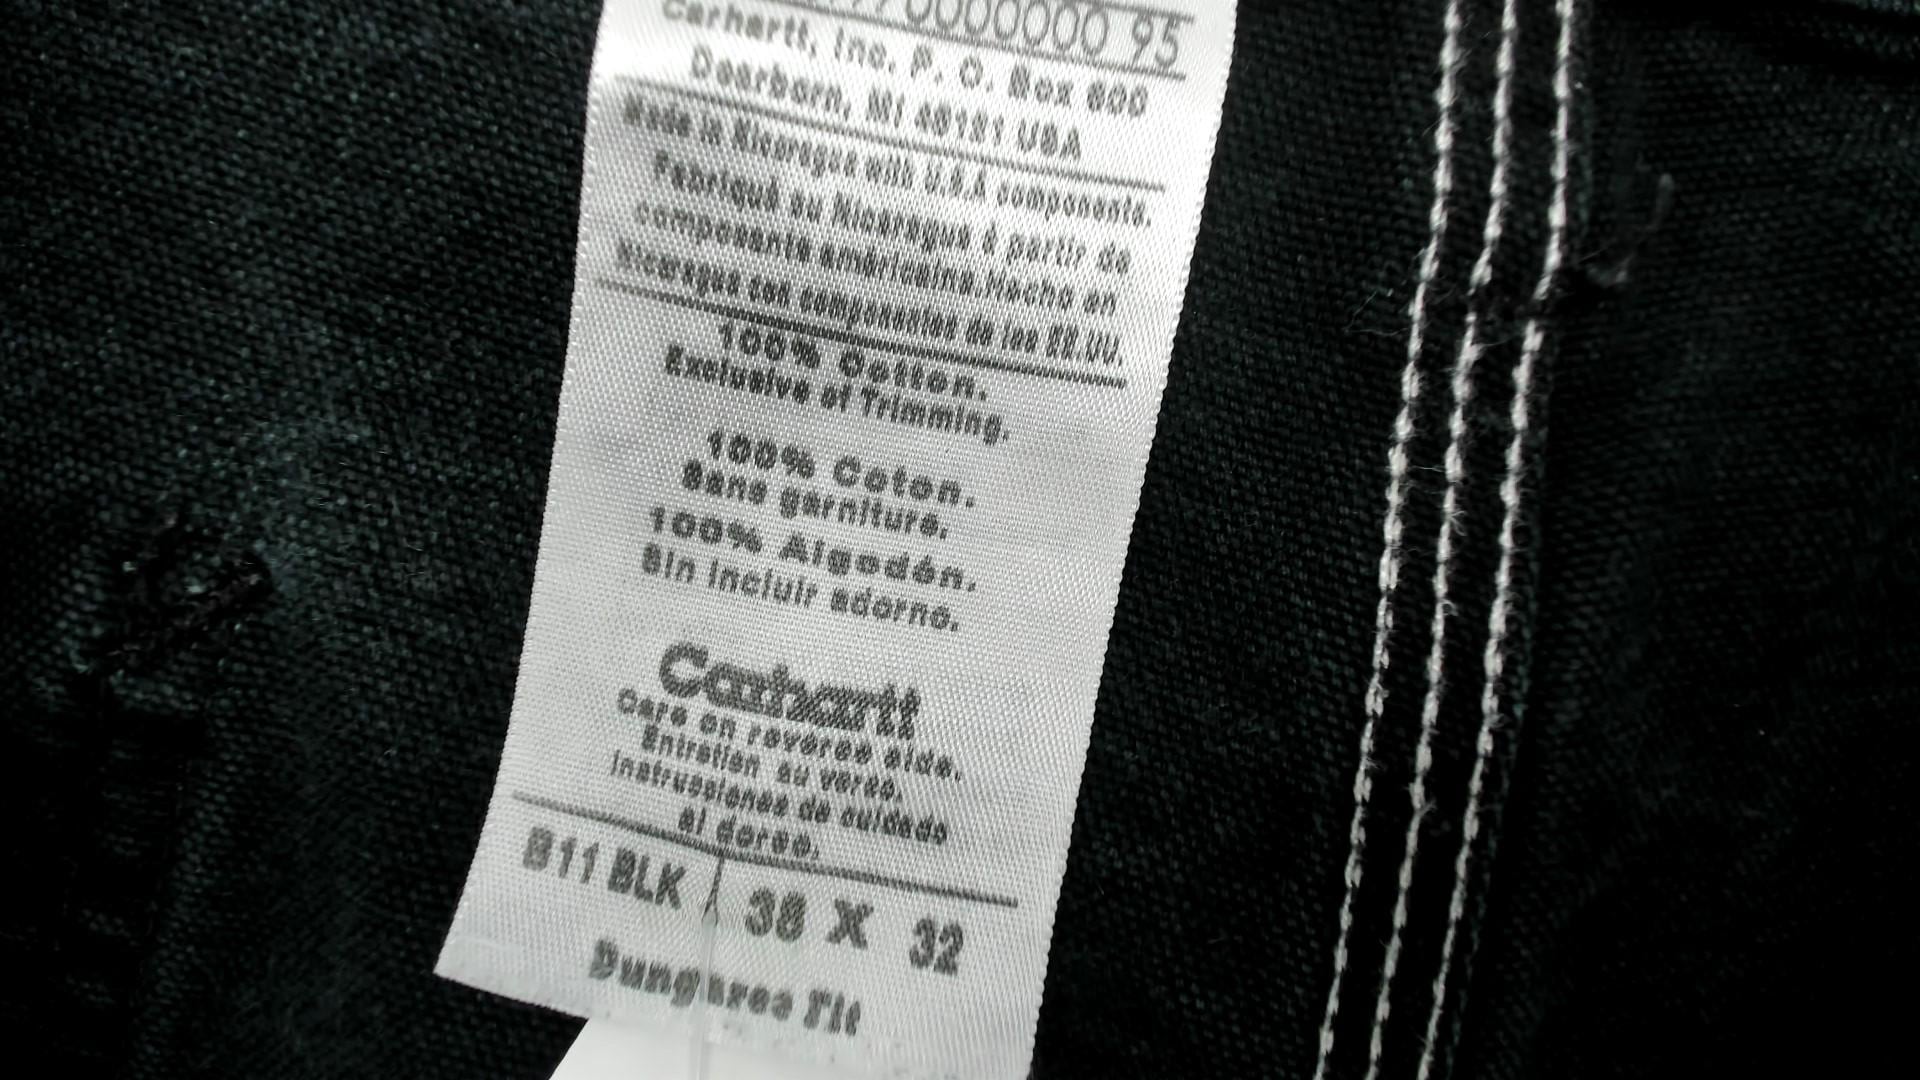 0000000 95
Carhartt, Inc. P. O. Box 600
Dearborn, MI 48121 USA
Made in Nicaragua with U.S.A components.
Fabriqué au Nicaragua à partir de
composants américains. Hecho en
Nicaragua con componentes de los EE.UU.
100% Cotton.
Exclusive of Trimming.
100% Coton.
Sans garniture.
100% Algodón.
Sin incluir adorno.
Carhartt
Care on reverse side.
Entretien au verso.
Instrucciones de cuidado
al dorso.
B11 BLK 38 X 32
Dungaree Fit